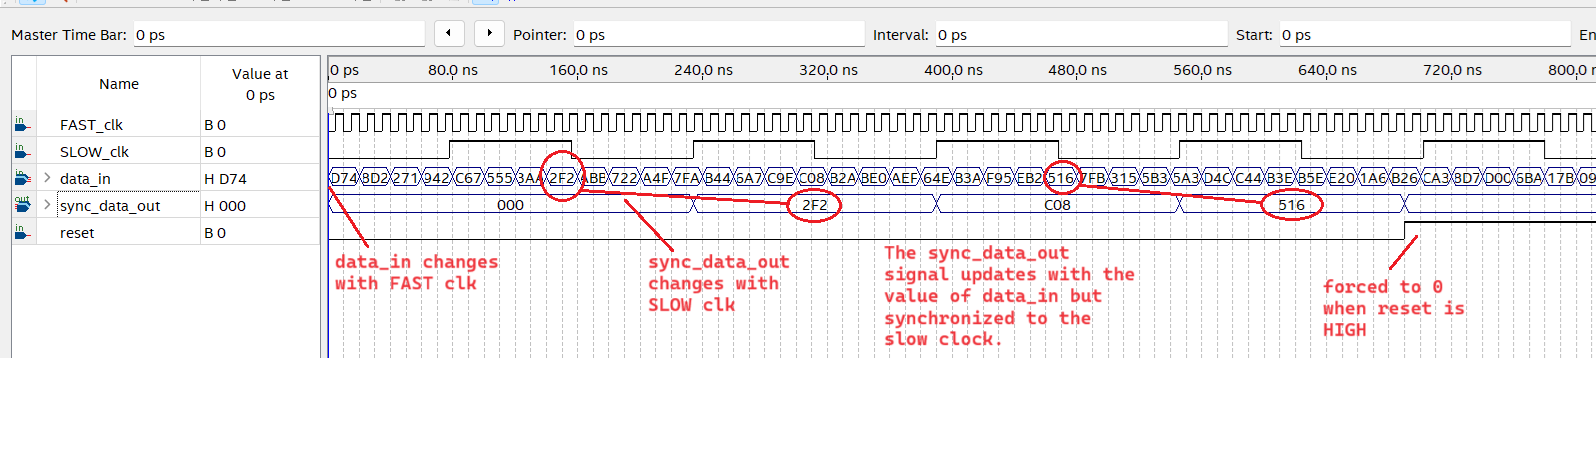 Master Time Bar: 0 ps Pointer: 0 ps Interval: 0 ps Start: 0 ps En
Name Value at 0 ps
0 ps 80.0 ns 160.0 ns 240.0 ns 320.0 ns 400.0 ns 480.0 ns 560.0 ns 640.0 ns 720.0 ns 800.0
0 ps
in FAST_clk B 0
in SLOW_clk B 0
in data_in H D74 D74 8D2 271 942 C67 555 3AA 2F2 ABE 722 A4F 7FA B44 6A7 C9E C08 B2A BE0 AEF 64E B3A F95 EB2 516 7FB 315 5B3 5A3 D4C C44 B3E B5E E20 1A6 B26 CA3 8D7 D0C 6BA 17B 09
out sync_data_out H 000 000 2F2 C08 516
in reset B 0
data_in changes
with FAST clk
sync_data_out
changes with
SLOW clk
The sync_data_out
signal updates with the
value of data_in but
synchronized to the
slow clock.
forced to 0
when reset is
HIGH